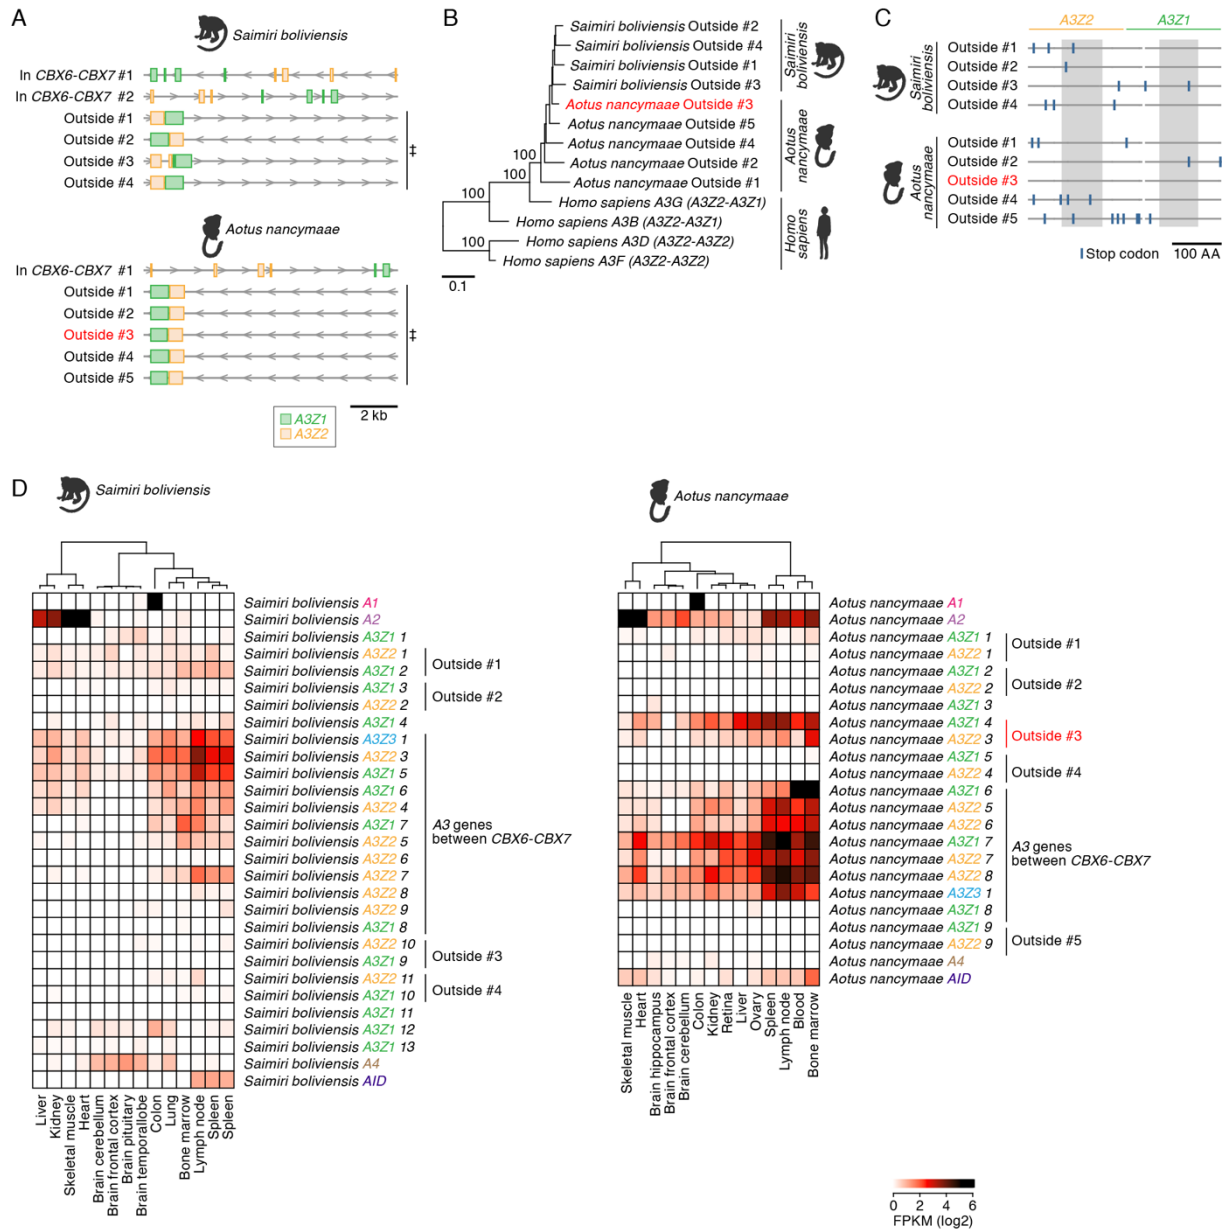 A
Saimiri boliviensis
In CBX6-CBX7 #1
In CBX6-CBX7 #2
Outside #1
Outside #2
Outside #3
Outside #4
‡
Aotus nancymaae
In CBX6-CBX7 #1
Outside #1
Outside #2
Outside #3
Outside #4
Outside #5
‡
2 kb
A3Z1
A3Z2
B
Saimiri boliviensis Outside #2
Saimiri boliviensis Outside #4
Saimiri boliviensis Outside #1
Saimiri boliviensis Outside #3
Aotus nancymaae Outside #3
Aotus nancymaae Outside #5
Aotus nancymaae Outside #4
Aotus nancymaae Outside #2
Aotus nancymaae Outside #1
Homo sapiens A3G (A3Z2-A3Z1)
Homo sapiens A3B (A3Z2-A3Z1)
Homo sapiens A3D (A3Z2-A3Z2)
Homo sapiens A3F (A3Z2-A3Z2)
100
100
100
100
0.1
Saimiri
boliviensis
Aotus
nancymaae
Homo
sapiens
C
A3Z2
A3Z1
Saimiri
boliviensis
Outside #1
Outside #2
Outside #3
Outside #4
Aotus
nancymaae
Outside #1
Outside #2
Outside #3
Outside #4
Outside #5
Stop codon
100 AA
D
Saimiri boliviensis
Saimiri boliviensis A1
Saimiri boliviensis A2
Saimiri boliviensis A3Z1 1
Saimiri boliviensis A3Z2 1
Saimiri boliviensis A3Z1 2
Saimiri boliviensis A3Z1 3
Saimiri boliviensis A3Z2 2
Saimiri boliviensis A3Z1 4
Saimiri boliviensis A3Z3 1
Saimiri boliviensis A3Z2 3
Saimiri boliviensis A3Z1 5
Saimiri boliviensis A3Z1 6
Saimiri boliviensis A3Z2 4
Saimiri boliviensis A3Z1 7
Saimiri boliviensis A3Z2 5
Saimiri boliviensis A3Z2 6
Saimiri boliviensis A3Z2 7
Saimiri boliviensis A3Z2 8
Saimiri boliviensis A3Z2 9
Saimiri boliviensis A3Z1 8
Saimiri boliviensis A3Z2 10
Saimiri boliviensis A3Z1 9
Saimiri boliviensis A3Z2 11
Saimiri boliviensis A3Z1 10
Saimiri boliviensis A3Z1 11
Saimiri boliviensis A3Z1 12
Saimiri boliviensis A3Z1 13
Saimiri boliviensis A4
Saimiri boliviensis AID
Outside #1
Outside #2
A3 genes
between CBX6-CBX7
Outside #3
Outside #4
Liver
Kidney
Skeletal muscle
Heart
Brain cerebellum
Brain frontal cortex
Brain pituitary
Brain temporallobe
Colon
Lung
Bone marrow
Lymph node
Spleen
Spleen
Aotus nancymaae
Aotus nancymaae A1
Aotus nancymaae A2
Aotus nancymaae A3Z1 1
Aotus nancymaae A3Z2 1
Aotus nancymaae A3Z1 2
Aotus nancymaae A3Z2 2
Aotus nancymaae A3Z1 3
Aotus nancymaae A3Z1 4
Aotus nancymaae A3Z2 3
Aotus nancymaae A3Z1 5
Aotus nancymaae A3Z2 4
Aotus nancymaae A3Z1 6
Aotus nancymaae A3Z2 5
Aotus nancymaae A3Z2 6
Aotus nancymaae A3Z1 7
Aotus nancymaae A3Z2 7
Aotus nancymaae A3Z2 8
Aotus nancymaae A3Z3 1
Aotus nancymaae A3Z1 8
Aotus nancymaae A3Z1 9
Aotus nancymaae A3Z2 9
Aotus nancymaae A4
Aotus nancymaae AID
Outside #1
Outside #2
Outside #3
Outside #4
A3 genes
between CBX6-CBX7
Outside #5
Skeletal muscle
Heart
Brain hippocampus
Brain frontal cortex
Brain cerebellum
Colon
Kidney
Retina
Liver
Ovary
Spleen
Lymph node
Blood
Bone marrow
0 2 4 6
FPKM (log2)